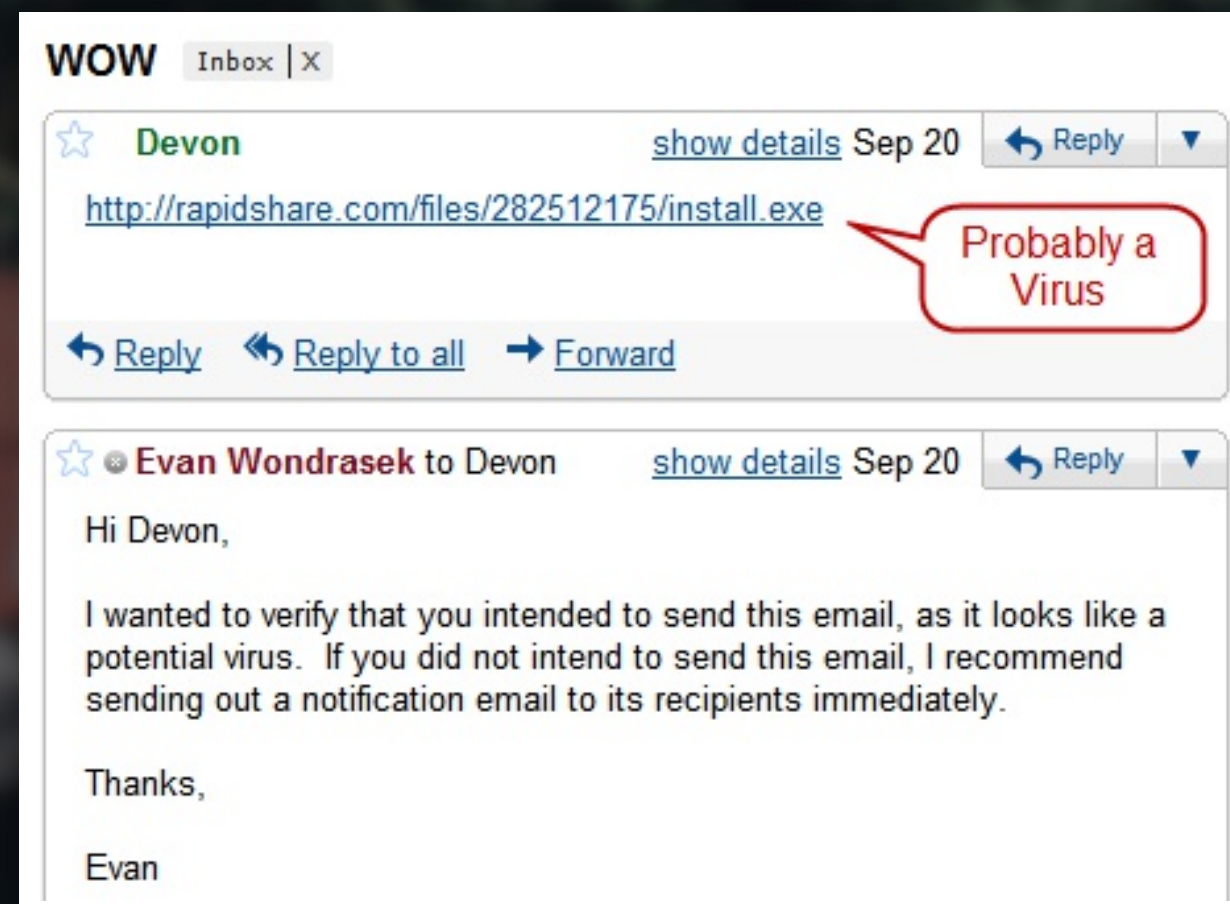 WOW Inbox | X
Devon show details Sep 20 Reply
http://rapidshare.com/files/282512175/install.exe
Probably a
Virus
Reply Reply to all Forward
Evan Wondrasek to Devon show details Sep 20 Reply
Hi Devon,
I wanted to verify that you intended to send this email, as it looks like a
potential virus.  If you did not intend to send this email, I recommend
sending out a notification email to its recipients immediately.
Thanks,
Evan